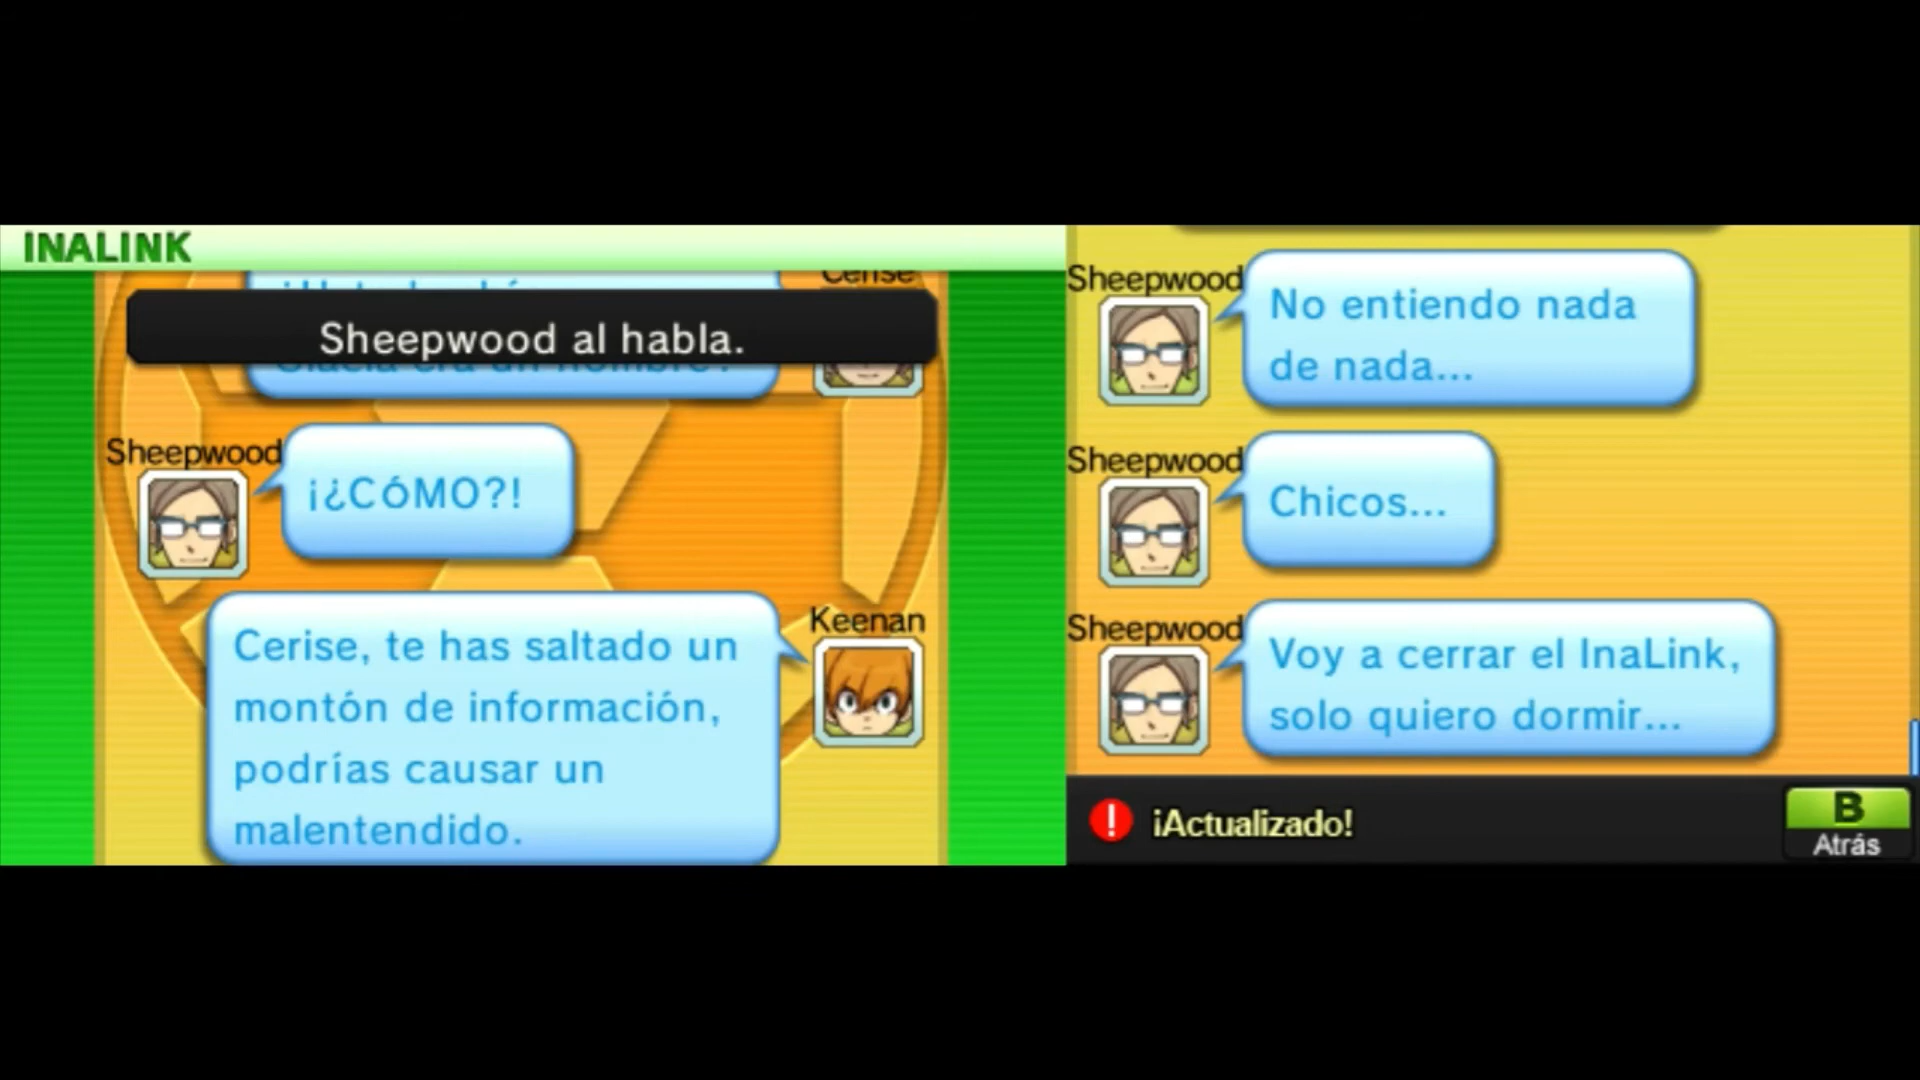 INALINK
Cerise
Sheepwood al habla.
Sheepwood
¡¿CÓMO?!
Keenan
Cerise, te has saltado un
montón de información,
podrías causar un
malentendido.
Sheepwood
No entiendo nada
de nada...
Sheepwood
Chicos...
Sheepwood
Voy a cerrar el InaLink,
solo quiero dormir...
¡Actualizado!
B
Atrás